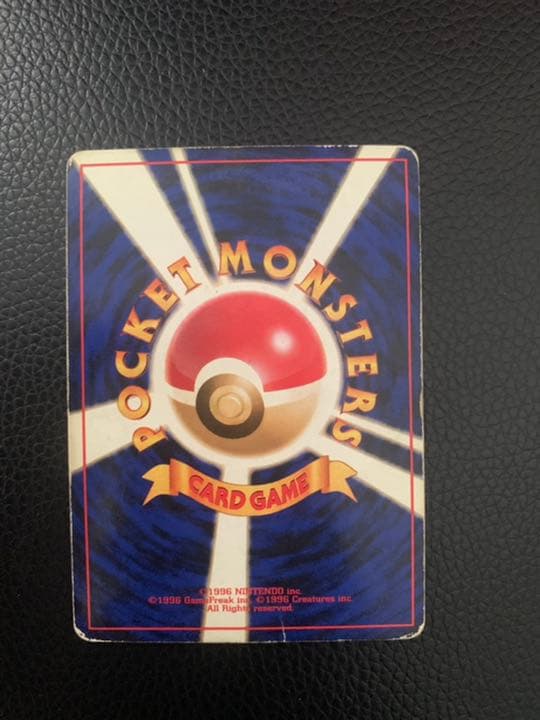 POCKET MONSTERS
CARD GAME
©1996 NINTENDO inc.
©1996 GameFreak inc. ©1996 Creatures inc.
All Rights reserved.